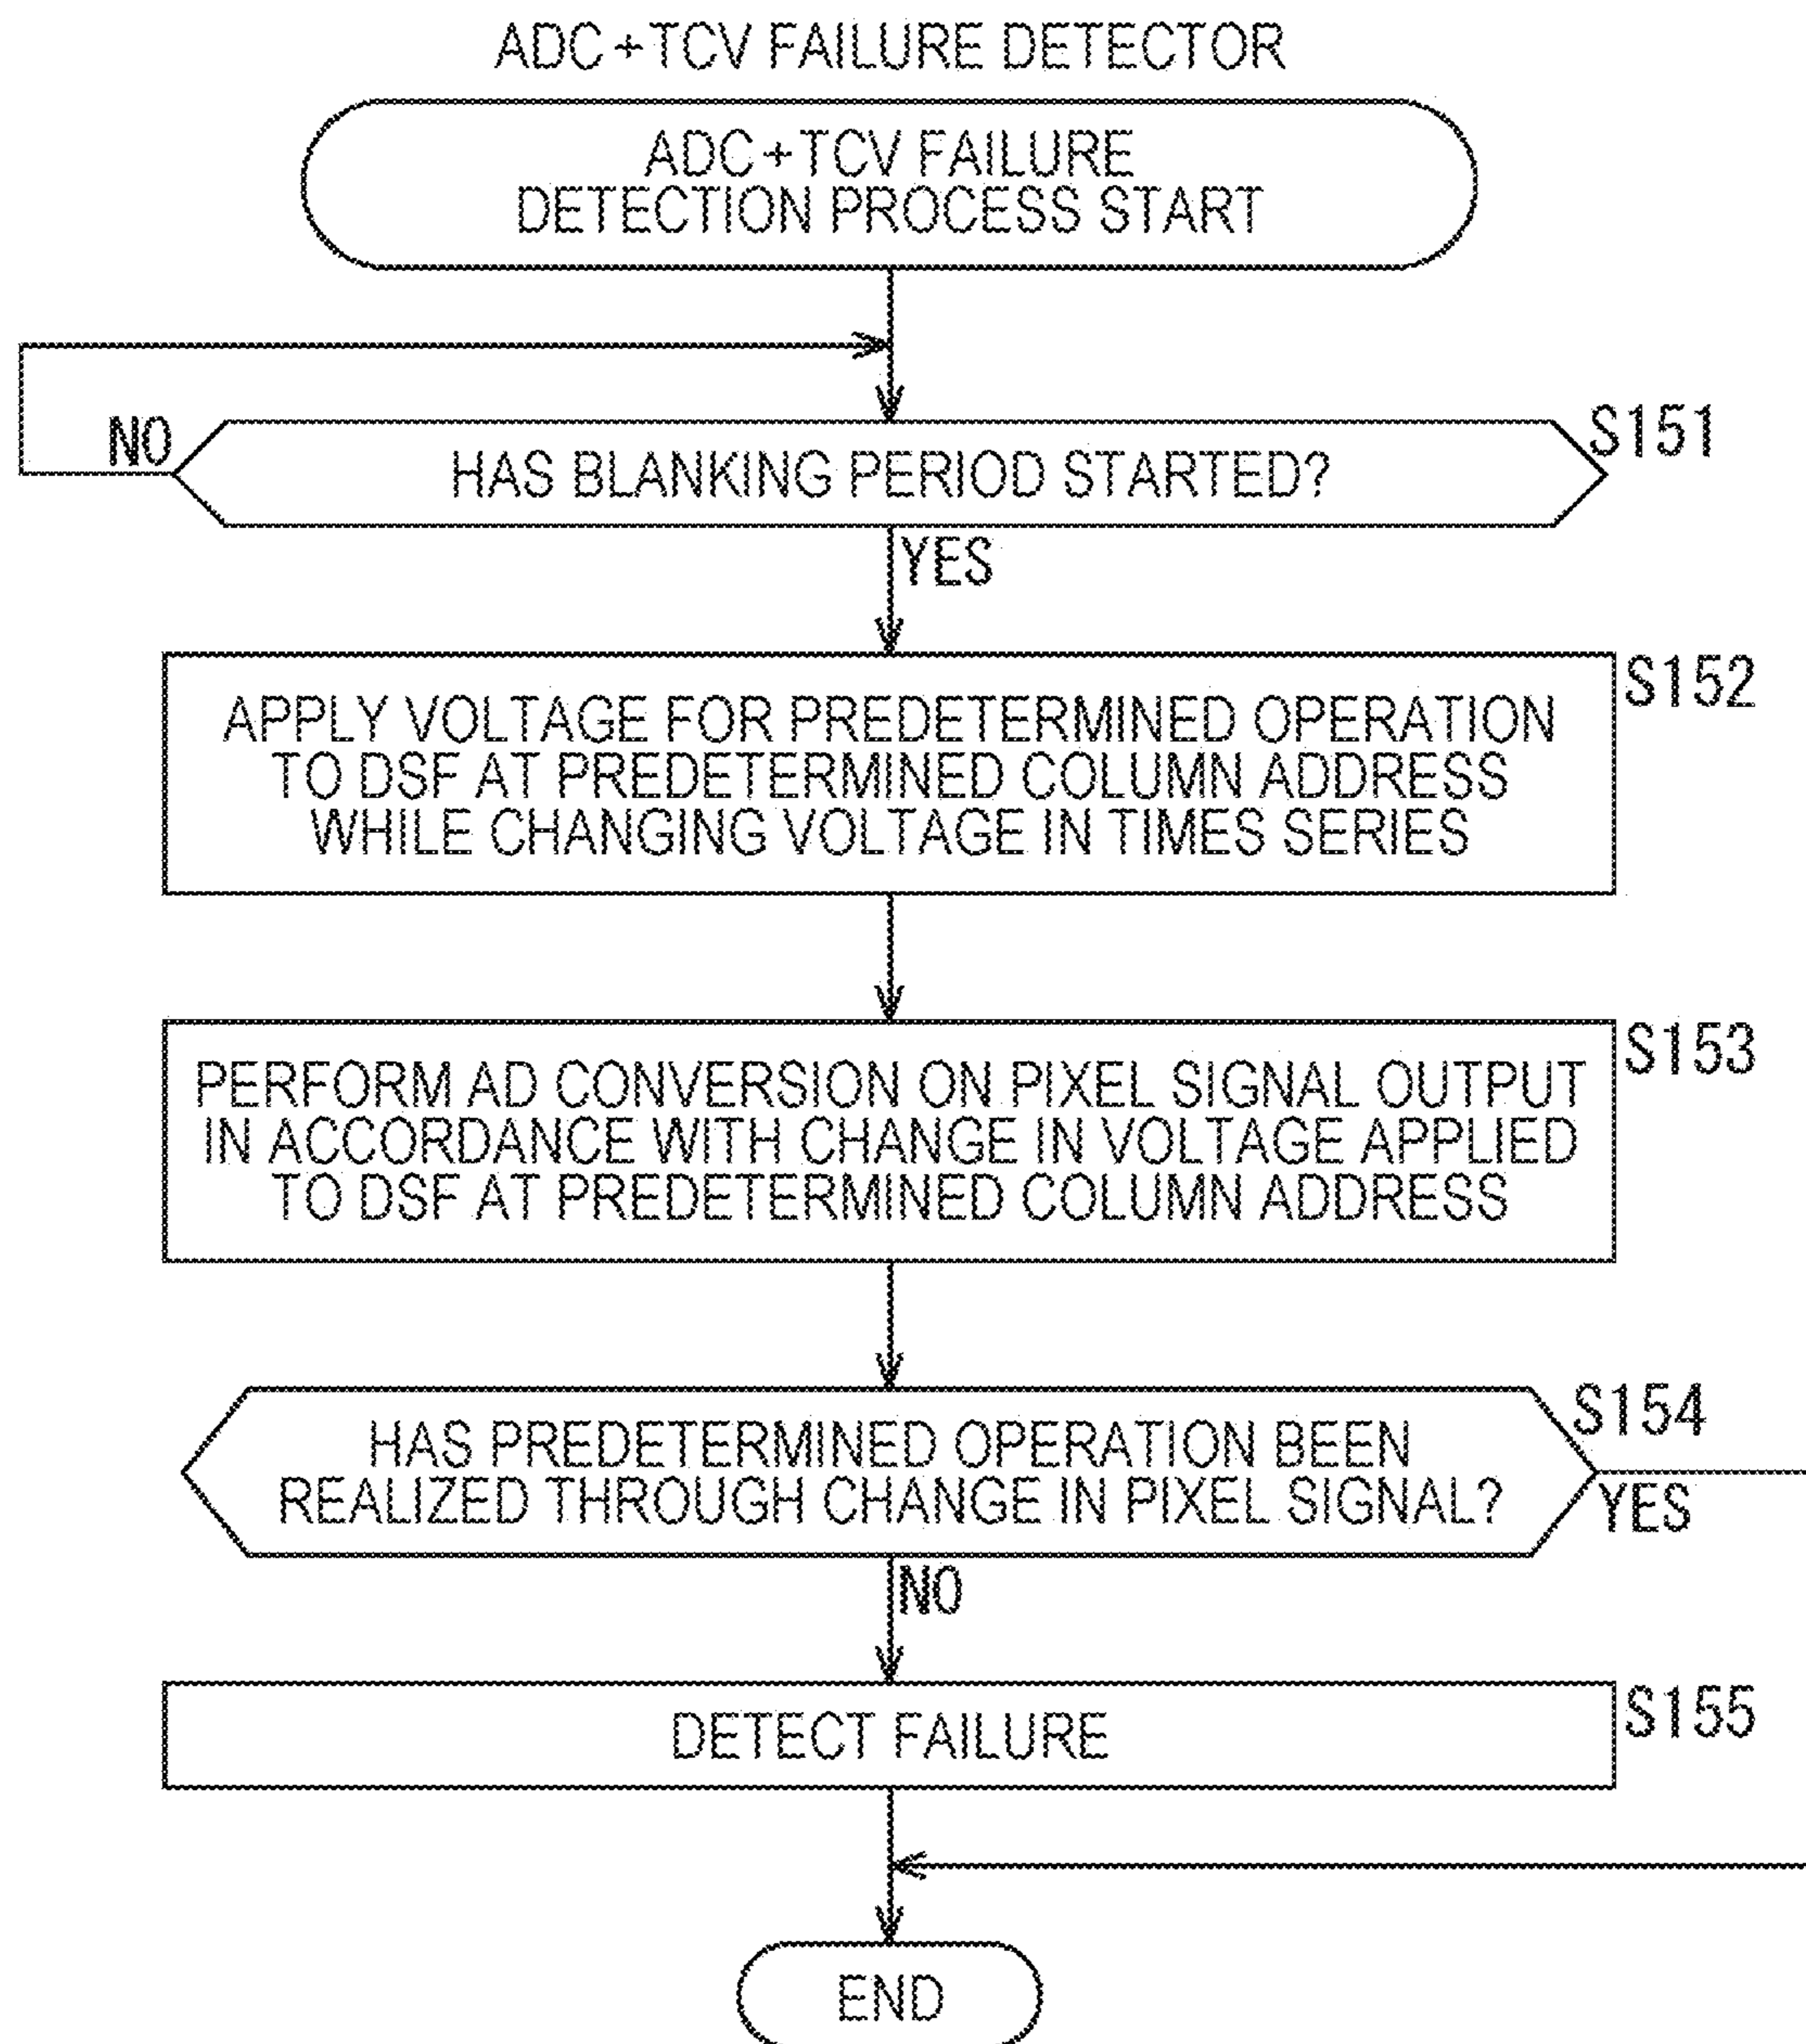 ADC+TCV FAILURE DETECTOR
ADC+TCV FAILURE
DETECTION PROCESS START
NO
S151
HAS BLANKING PERIOD STARTED?
YES
S152
APPLY VOLTAGE FOR PREDETERMINED OPERATION
TO DSF AT PREDETERMINED COLUMN ADDRESS
WHILE CHANGING VOLTAGE IN TIMES SERIES
S153
PERFORM AD CONVERSION ON PIXEL SIGNAL OUTPUT
IN ACCORDANCE WITH CHANGE IN VOLTAGE APPLIED
TO DSF AT PREDETERMINED COLUMN ADDRESS
S154
HAS PREDETERMINED OPERATION BEEN
REALIZED THROUGH CHANGE IN PIXEL SIGNAL?
YES
NO
S155
DETECT FAILURE
END